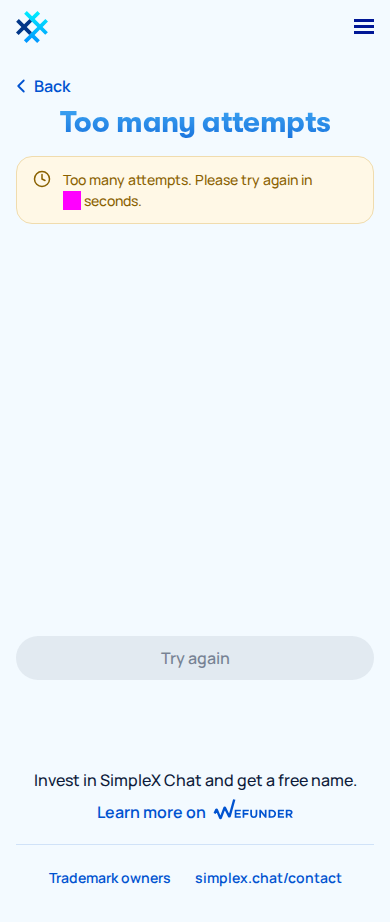 Back
Too many attempts
Too many attempts. Please try again in
seconds.
Try again
Invest in SimpleX Chat and get a free name.
Learn more on WEFUNDER
Trademark owners simplex.chat/contact